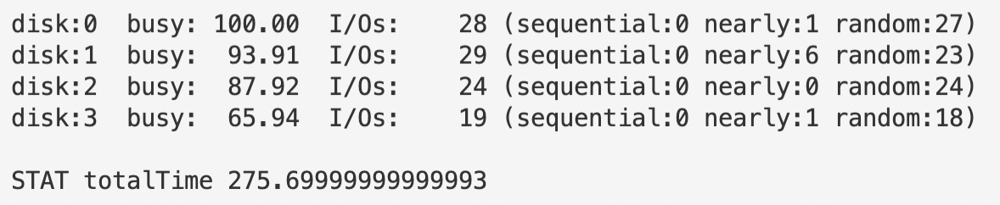 disk:0  busy: 100.00  I/Os:    28 (sequential:0 nearly:1 random:27)
disk:1  busy:  93.91  I/Os:    29 (sequential:0 nearly:6 random:23)
disk:2  busy:  87.92  I/Os:    24 (sequential:0 nearly:0 random:24)
disk:3  busy:  65.94  I/Os:    19 (sequential:0 nearly:1 random:18)
STAT totalTime 275.69999999999993